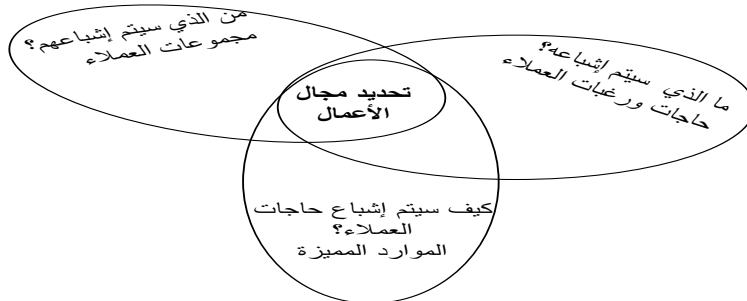 من الذي سيتم إشباعهم؟
مجموعات العملاء
ما الذي سيتم إشباعه؟
حاجات ورغبات العملاء
تحديد مجال
الأعمال
كيف سيتم إشباع حاجات
العملاء؟
الموارد المميزة